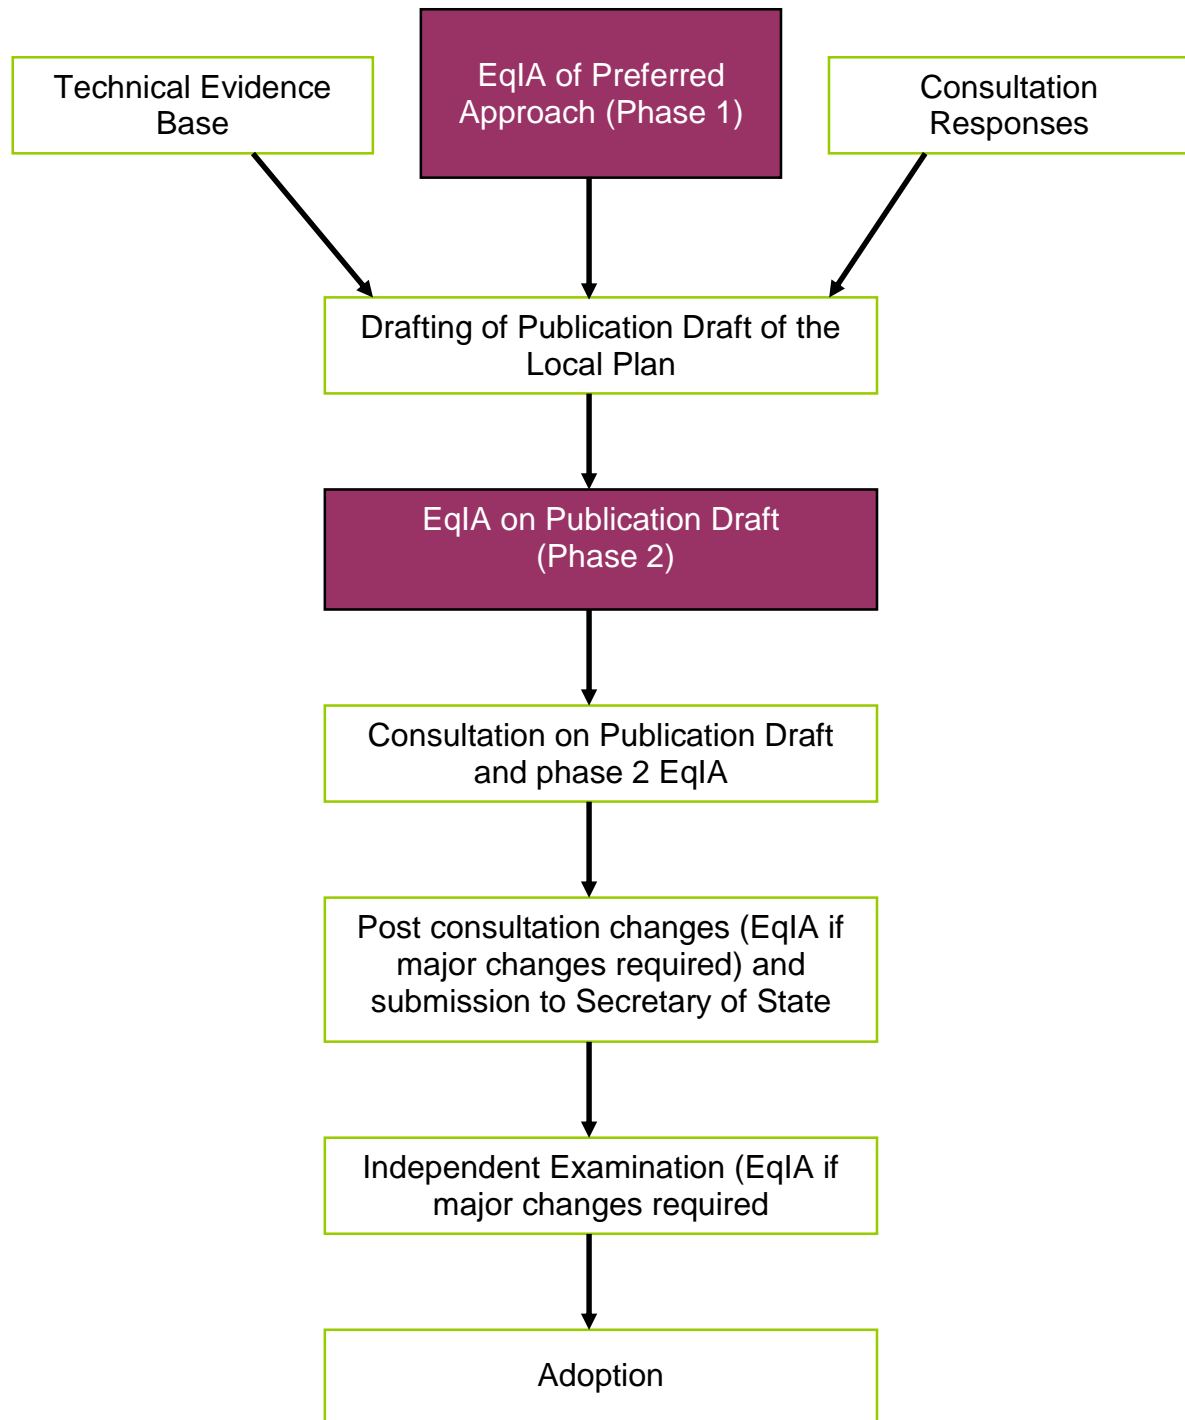 Technical Evidence
Base
EqIA of Preferred
Approach (Phase 1)
Consultation
Responses
Drafting of Publication Draft of the
Local Plan
EqIA on Publication Draft
(Phase 2)
Consultation on Publication Draft
and phase 2 EqIA
Post consultation changes (EqIA if
major changes required) and
submission to Secretary of State
Independent Examination (EqIA if
major changes required
Adoption